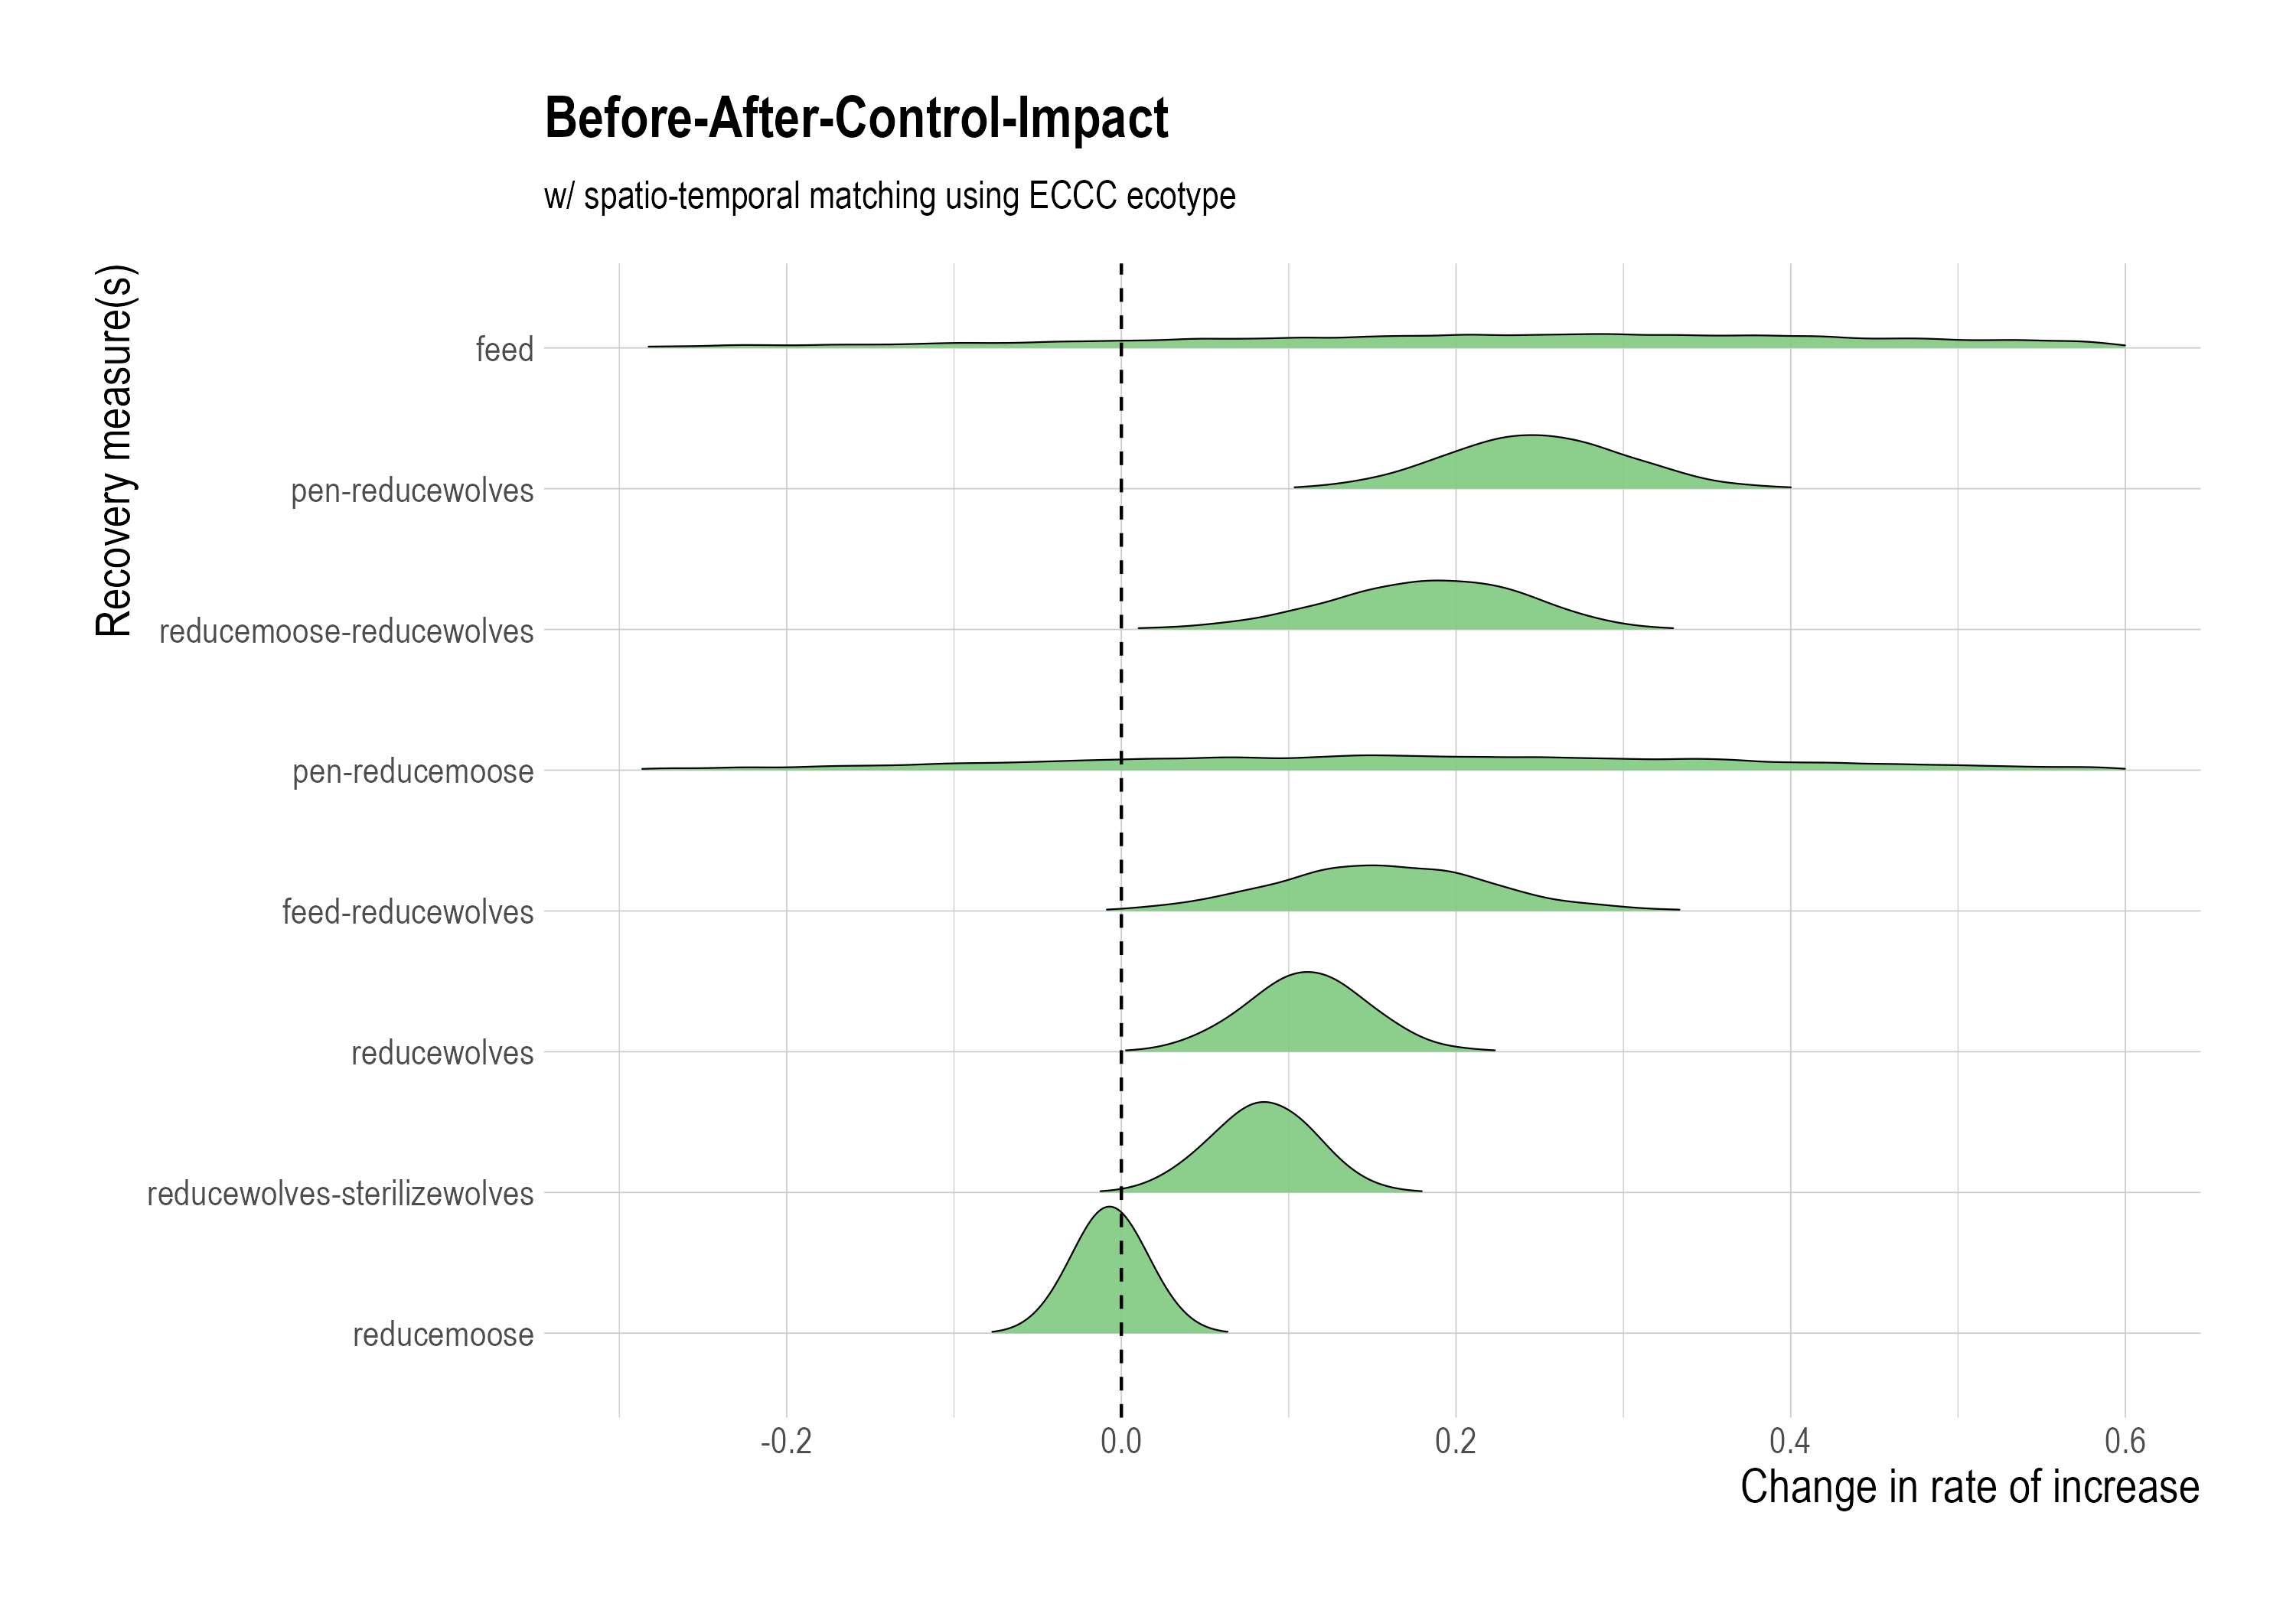 Before-After-Control-Impact
w/ spatio-temporal matching using ECCC ecotype
Recovery measure(s)
feed
pen-reducewolves
reducemoose-reducewolves
pen-reducemoose
feed-reducewolves
reducewolves
reducewolves-sterilizewolves
reducemoose
-0.2 0.0 0.2 0.4 0.6
Change in rate of increase